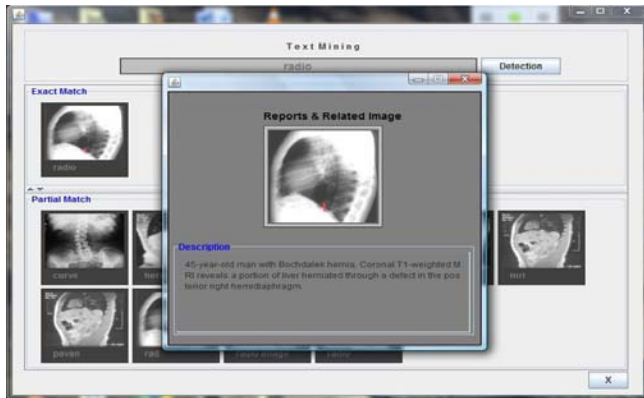 Text Mining
radio
Detection
Exact Match
radio
Reports & Related Image
Partial Match
curve
Description
45-year-old man with Bochdalek hernia. Coronal T1-weighted M
RI reveals a portion of liver herniated through a defect in the pos
terior right hemidiaphragm.
mri
pavan
rad
radio image
radio
X